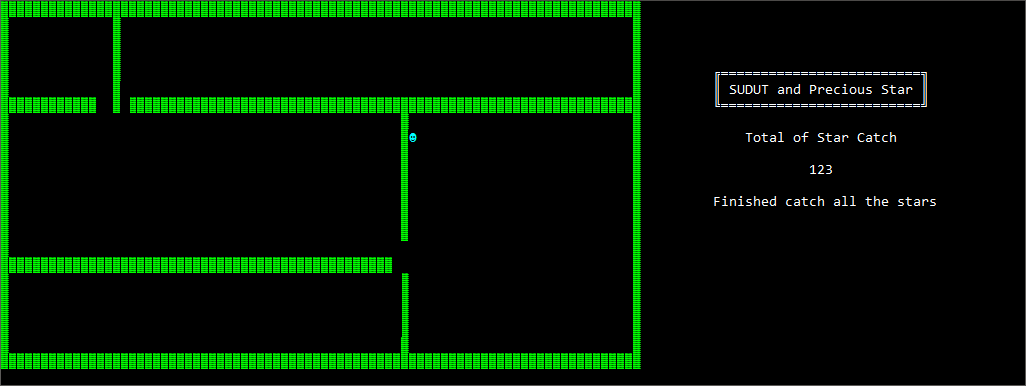 SUDUT and Precious Star
Total of Star Catch
123
Finished catch all the stars